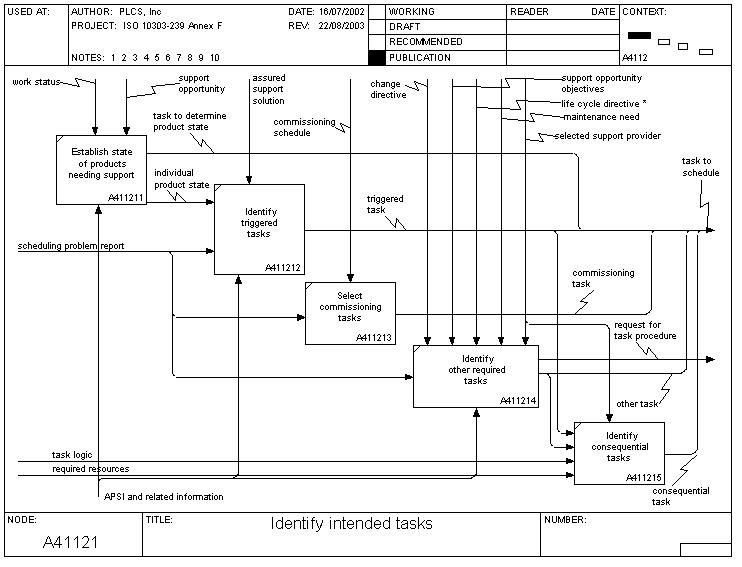 USED AT:
AUTHOR: PLCS, Inc
DATE: 16/07/2002
WORKING
READER
DATE
CONTEXT:
PROJECT: ISO 10303-239 Annex F
REV: 22/08/2003
DRAFT
RECOMMENDED
NOTES: 1 2 3 4 5 6 7 8 9 10
PUBLICATION
A4112
work status
support
opportunity
assured
support
solution
change
directive
support opportunity
objectives
life cycle directive *
maintenance need
selected support provider
task to determine
product state
commissioning
schedule
Establish state
of products
needing support
A411211
individual
product state
task to
schedule
Identify
triggered
tasks
A411212
triggered
task
scheduling problem report
Select
commissioning
tasks
A411213
commissioning
task
request for
task procedure
Identify
other required
tasks
A411214
other task
Identify
consequential
tasks
A411215
task logic
required resources
APSI and related information
consequential
task
NODE:
A41121
TITLE:
Identify intended tasks
NUMBER: